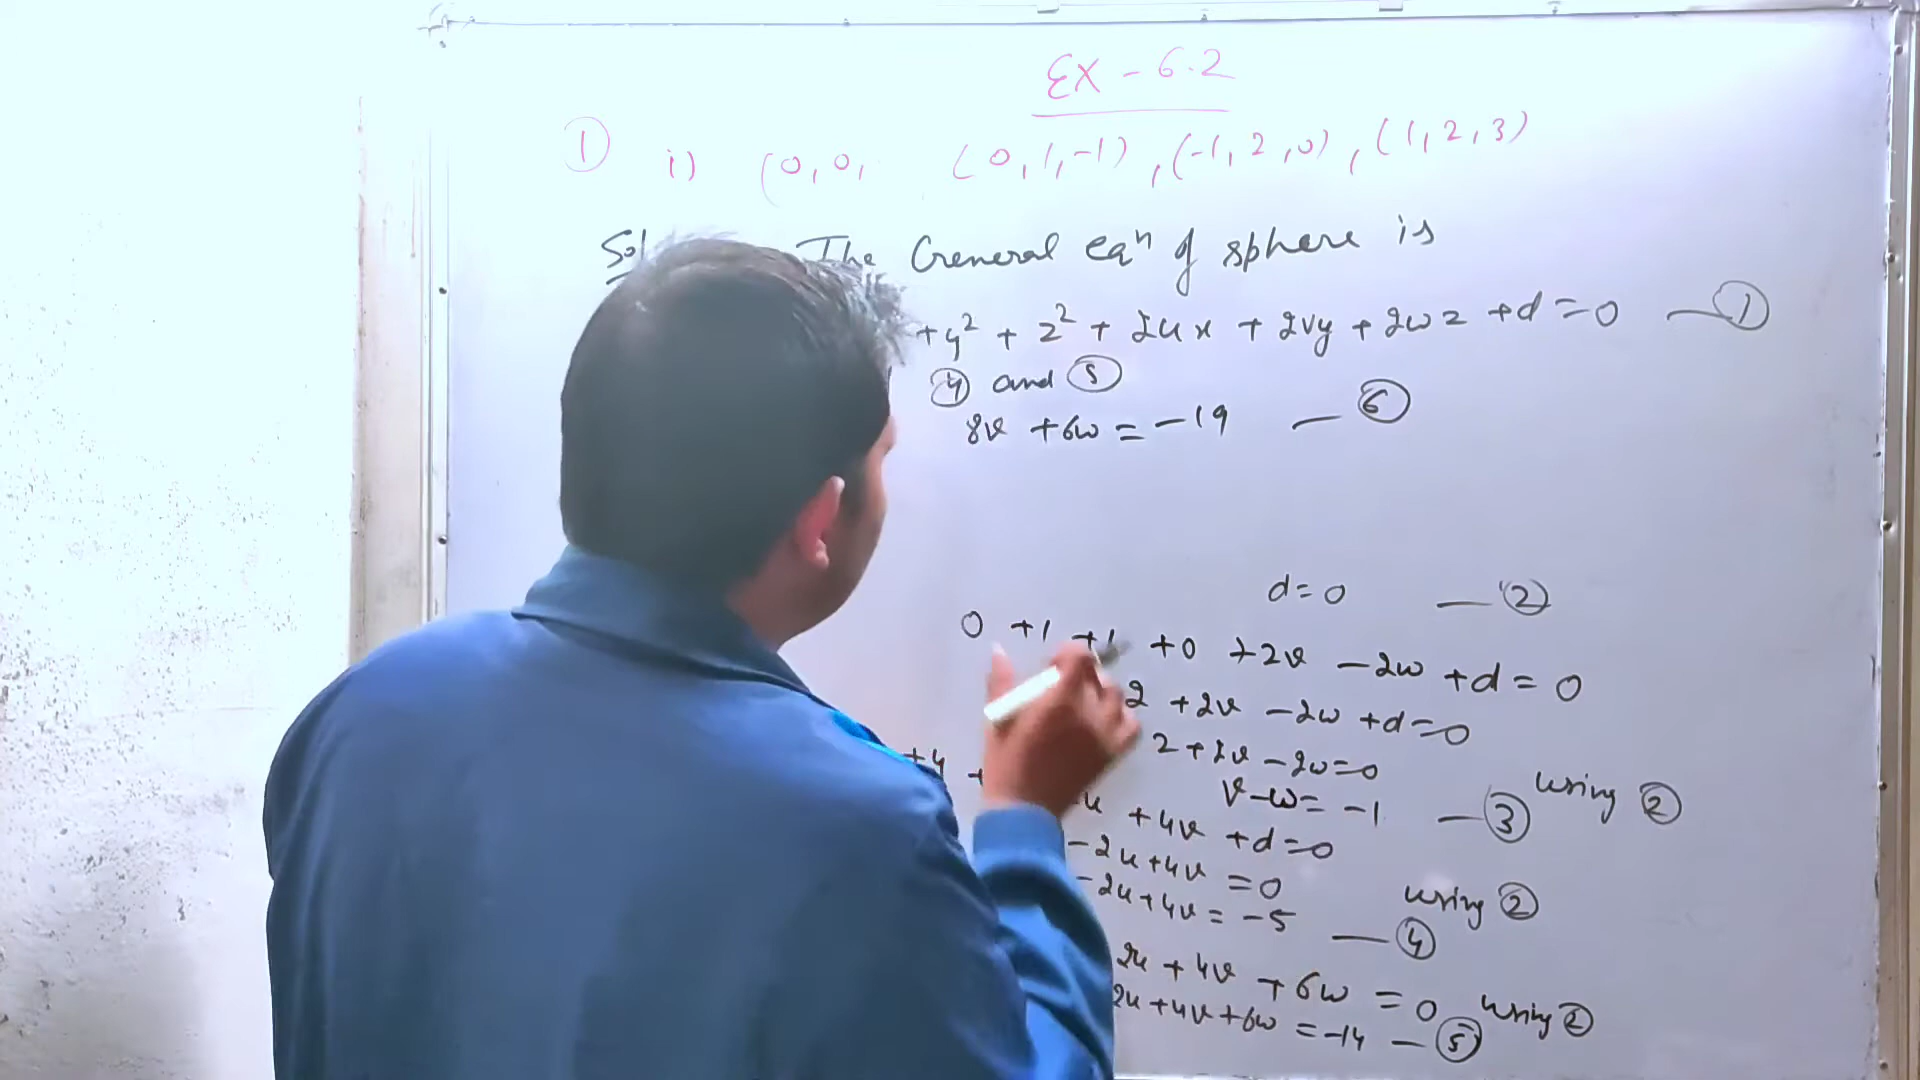 EX - 6.2
① i) (0, 0, (0, 1, -1), (-1, 2, 0), (1, 2, 3)
Sol The General eqⁿ of sphere is
+ y² + z² + 2ux + 2vy + 2wz + d = 0 — ①
④ and ⑤
8v + 6w = -19 — ⑥
d = 0 — ②
0 + 1 + 1 + 0 + 2v - 2w + d = 0
2 + 2v - 2w + d = 0
2 + 2v - 2w = 0
v - w = -1 — ③ using ②
+4 + u + 4v + d = 0
-2u + 4v = 0
-2u + 4v = -5 — ④ using ②
2u + 4v + 6w = 0 using ②
2u + 4v + 6w = -14 — ⑤